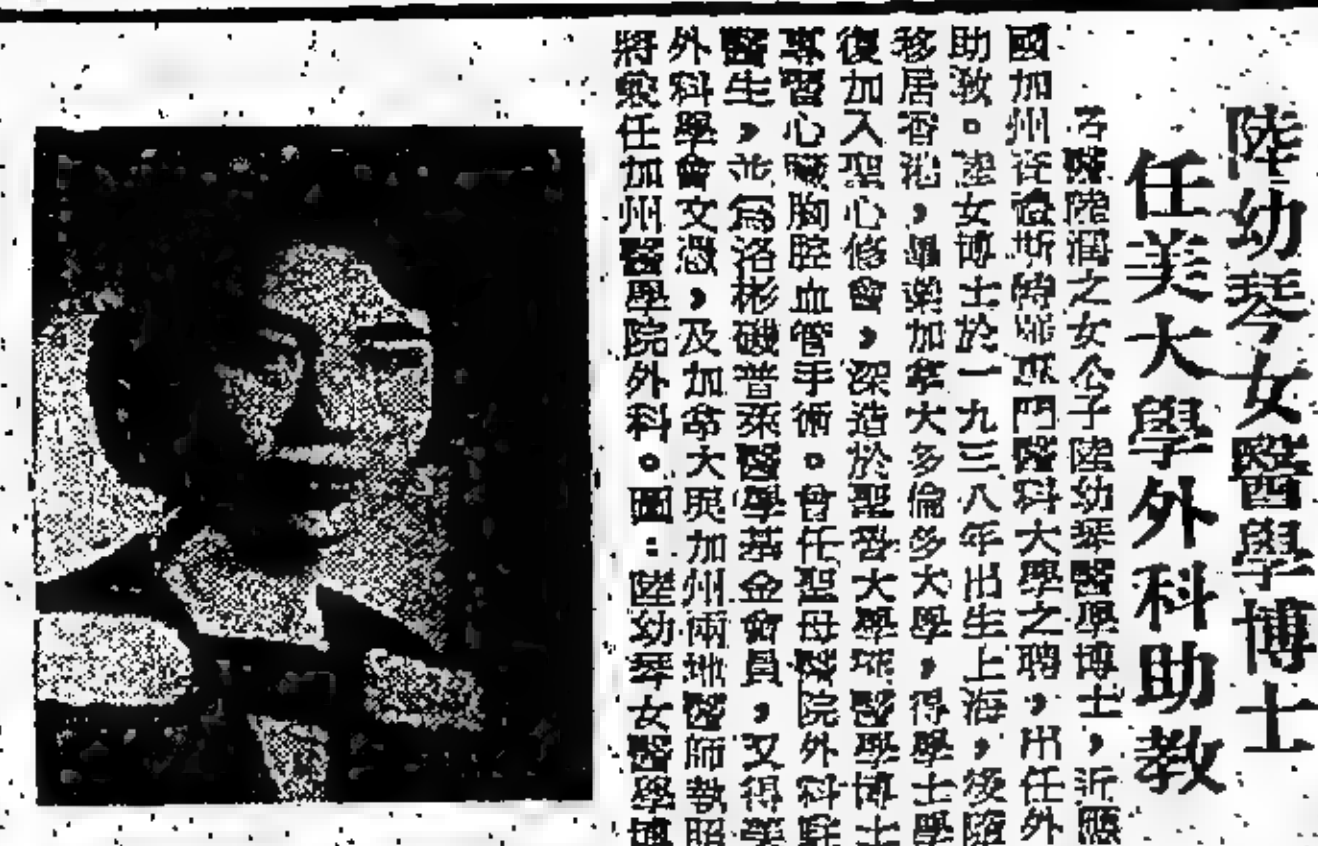 陸幼琴女醫學博士
任美大學外科助教
名醫陸潤之女公子陸幼琴醫學博士，近應
國加州 斯特 門醫科大學之聘，出任外
助教。陸女博士於一九三八年出生上海，後隨
移居香港，畢業加拿大多倫多大學，得學士學
復加入聖心修會，深造於聖 大學 醫學博士
專習心臟胸腔血管手術。曾任聖母醫院外科駐
醫生，並為洛彬磯普萊醫學基金會員，又得美
外科學會文憑，及加拿大與加州兩地醫師執照
將兼任加州醫學院外科。圖：陸幼琴女醫學博